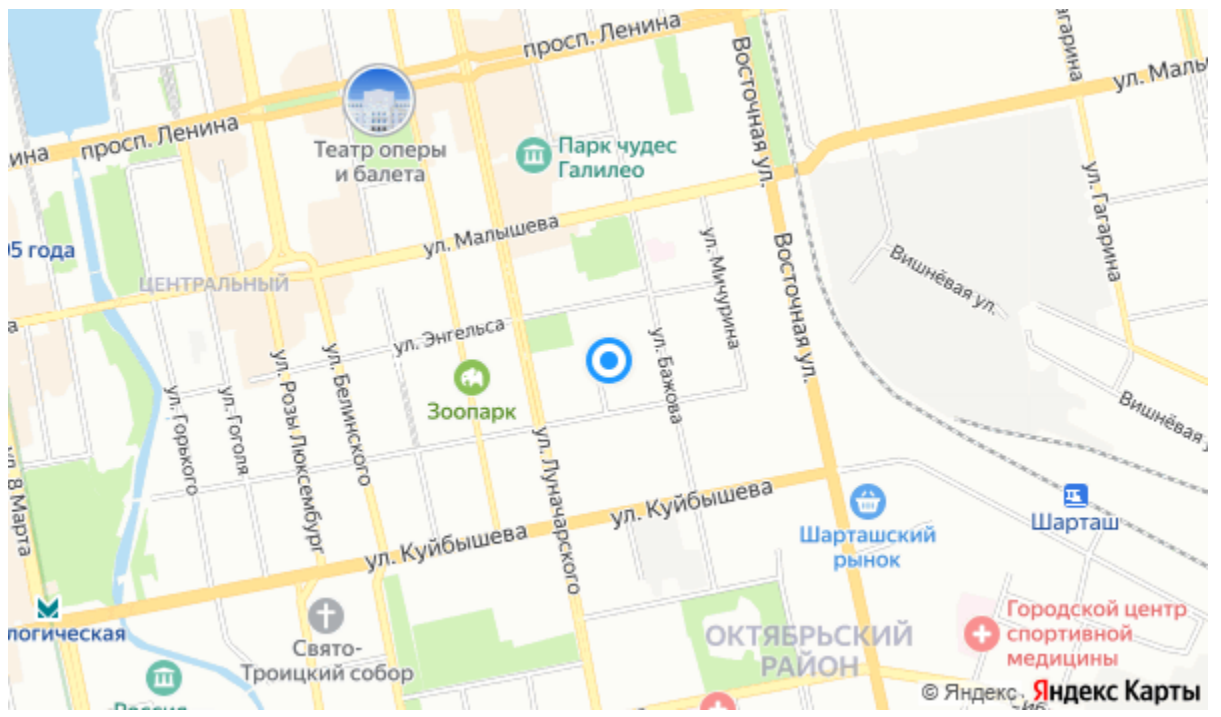 просп. Ленина
Гагарина
ул. Малы
Восточная ул.
ина
просп. Ленина
Театр оперы
и балета
Парк чудес
Галилео
ул. Гагарина
ул. Малышева
ул. Мичурина
Восточная ул.
Вишнёвая ул.
05 года
ЦЕНТРАЛЬНЫЙ
ул. Энгельса
ул. Бажова
ул. Розы Люксембург
ул. Белинского
Зоопарк
ул. Горького
ул. Гоголя
Вишнёвая у
ул. 8 Марта
ул. Луначарского
ул. Куйбышева
ул. Куйбышева
Шарташский
рынок
Шарташ
логическая
Свято-
Троицкий собор
ОКТЯБРЬСКИЙ
РАЙОН
Городской центр
спортивной
медицины
Россия
© Яндекс
Яндекс Карты